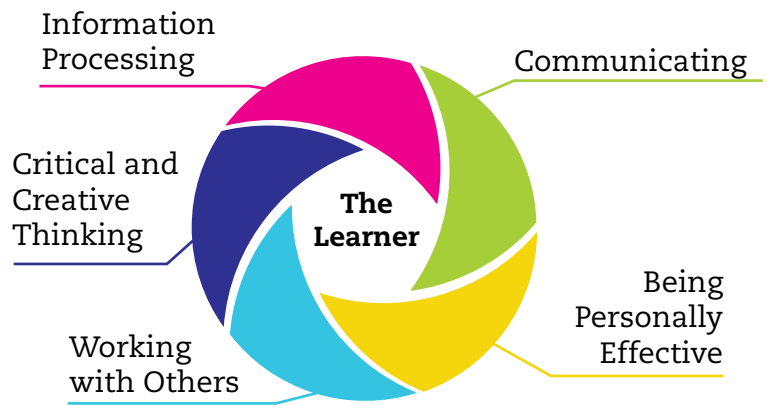 Information
Processing
Communicating
Critical and
Creative
Thinking
The
Learner
Being
Personally
Effective
Working
with Others